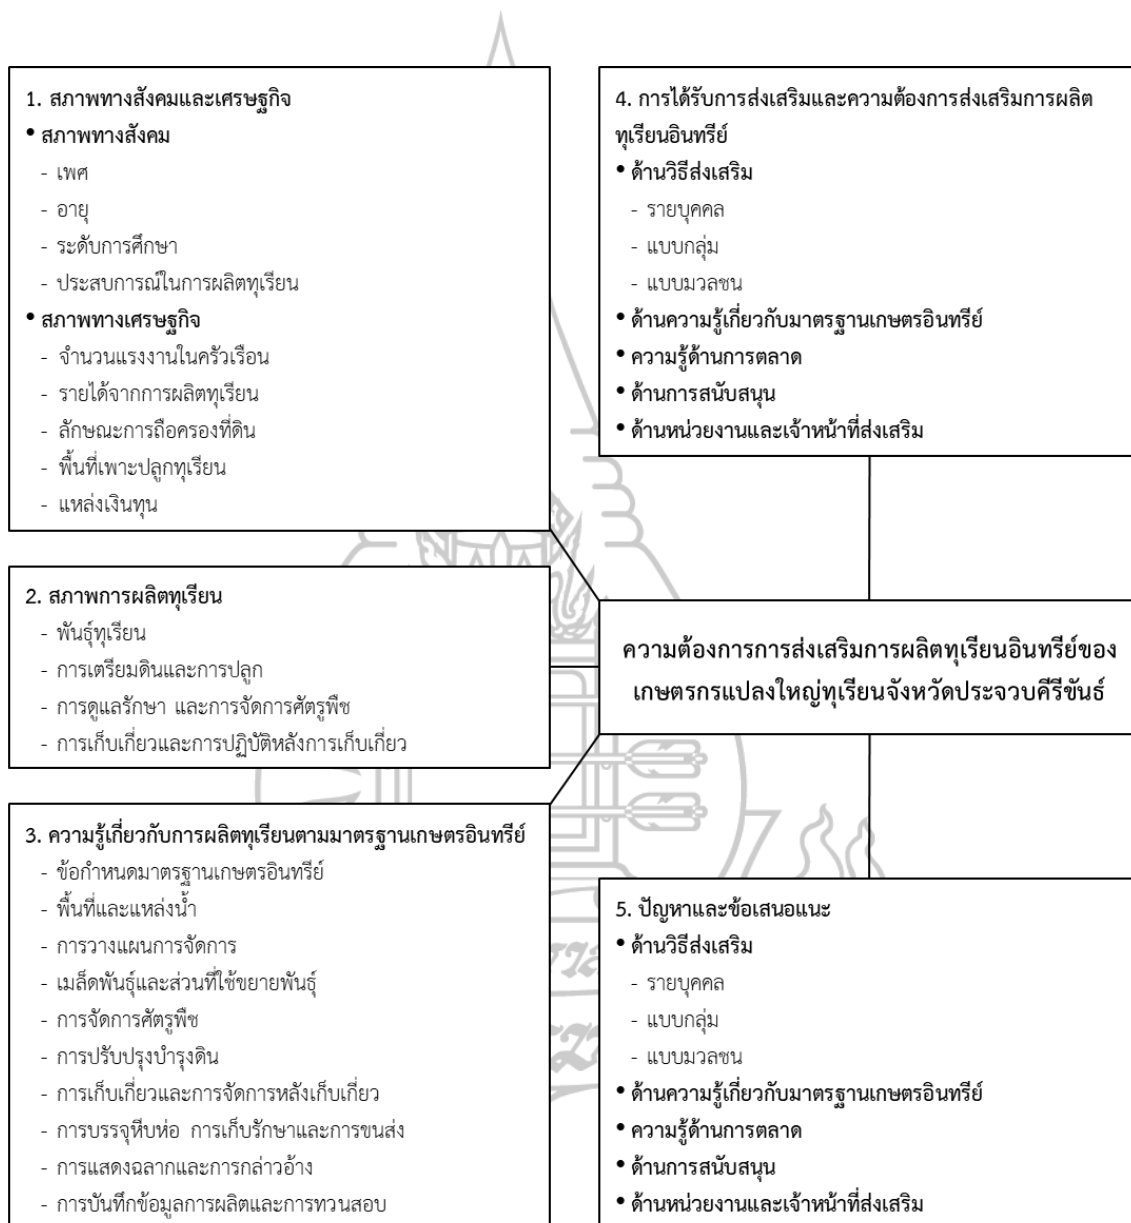 1. สภาพทางสังคมและเศรษฐกิจ
• สภาพทางสังคม
- เพศ
- อายุ
- ระดับการศึกษา
- ประสบการณ์ในการผลิตทุเรียน
• สภาพทางเศรษฐกิจ
- จำนวนแรงงานในครัวเรือน
- รายได้จากการผลิตทุเรียน
- ลักษณะการถือครองที่ดิน
- พื้นที่เพาะปลูกทุเรียน
- แหล่งเงินทุน
2. สภาพการผลิตทุเรียน
- พันธุ์ทุเรียน
- การเตรียมดินและการปลูก
- การดูแลรักษา และการจัดการศัตรูพืช
- การเก็บเกี่ยวและการปฏิบัติหลังการเก็บเกี่ยว
3. ความรู้เกี่ยวกับการผลิตทุเรียนตามมาตรฐานเกษตรอินทรีย์
- ข้อกำหนดมาตรฐานเกษตรอินทรีย์
- พื้นที่และแหล่งน้ำ
- การวางแผนการจัดการ
- เมล็ดพันธุ์และส่วนที่ใช้ขยายพันธุ์
- การจัดการศัตรูพืช
- การปรับปรุงบำรุงดิน
- การเก็บเกี่ยวและการจัดการหลังเก็บเกี่ยว
- การบรรจุหีบห่อ การเก็บรักษาและการขนส่ง
- การแสดงฉลากและการกล่าวอ้าง
- การบันทึกข้อมูลการผลิตและการทวนสอบ
4. การได้รับการส่งเสริมและความต้องการส่งเสริมการผลิต
ทุเรียนอินทรีย์
• ด้านวิธีส่งเสริม
- รายบุคคล
- แบบกลุ่ม
- แบบมวลชน
• ด้านความรู้เกี่ยวกับมาตรฐานเกษตรอินทรีย์
• ความรู้ด้านการตลาด
• ด้านการสนับสนุน
• ด้านหน่วยงานและเจ้าหน้าที่ส่งเสริม
ความต้องการการส่งเสริมการผลิตทุเรียนอินทรีย์ของ
เกษตรกรแปลงใหญ่ทุเรียนจังหวัดประจวบคีรีขันธ์
5. ปัญหาและข้อเสนอแนะ
• ด้านวิธีส่งเสริม
- รายบุคคล
- แบบกลุ่ม
- แบบมวลชน
• ด้านความรู้เกี่ยวกับมาตรฐานเกษตรอินทรีย์
• ความรู้ด้านการตลาด
• ด้านการสนับสนุน
• ด้านหน่วยงานและเจ้าหน้าที่ส่งเสริม